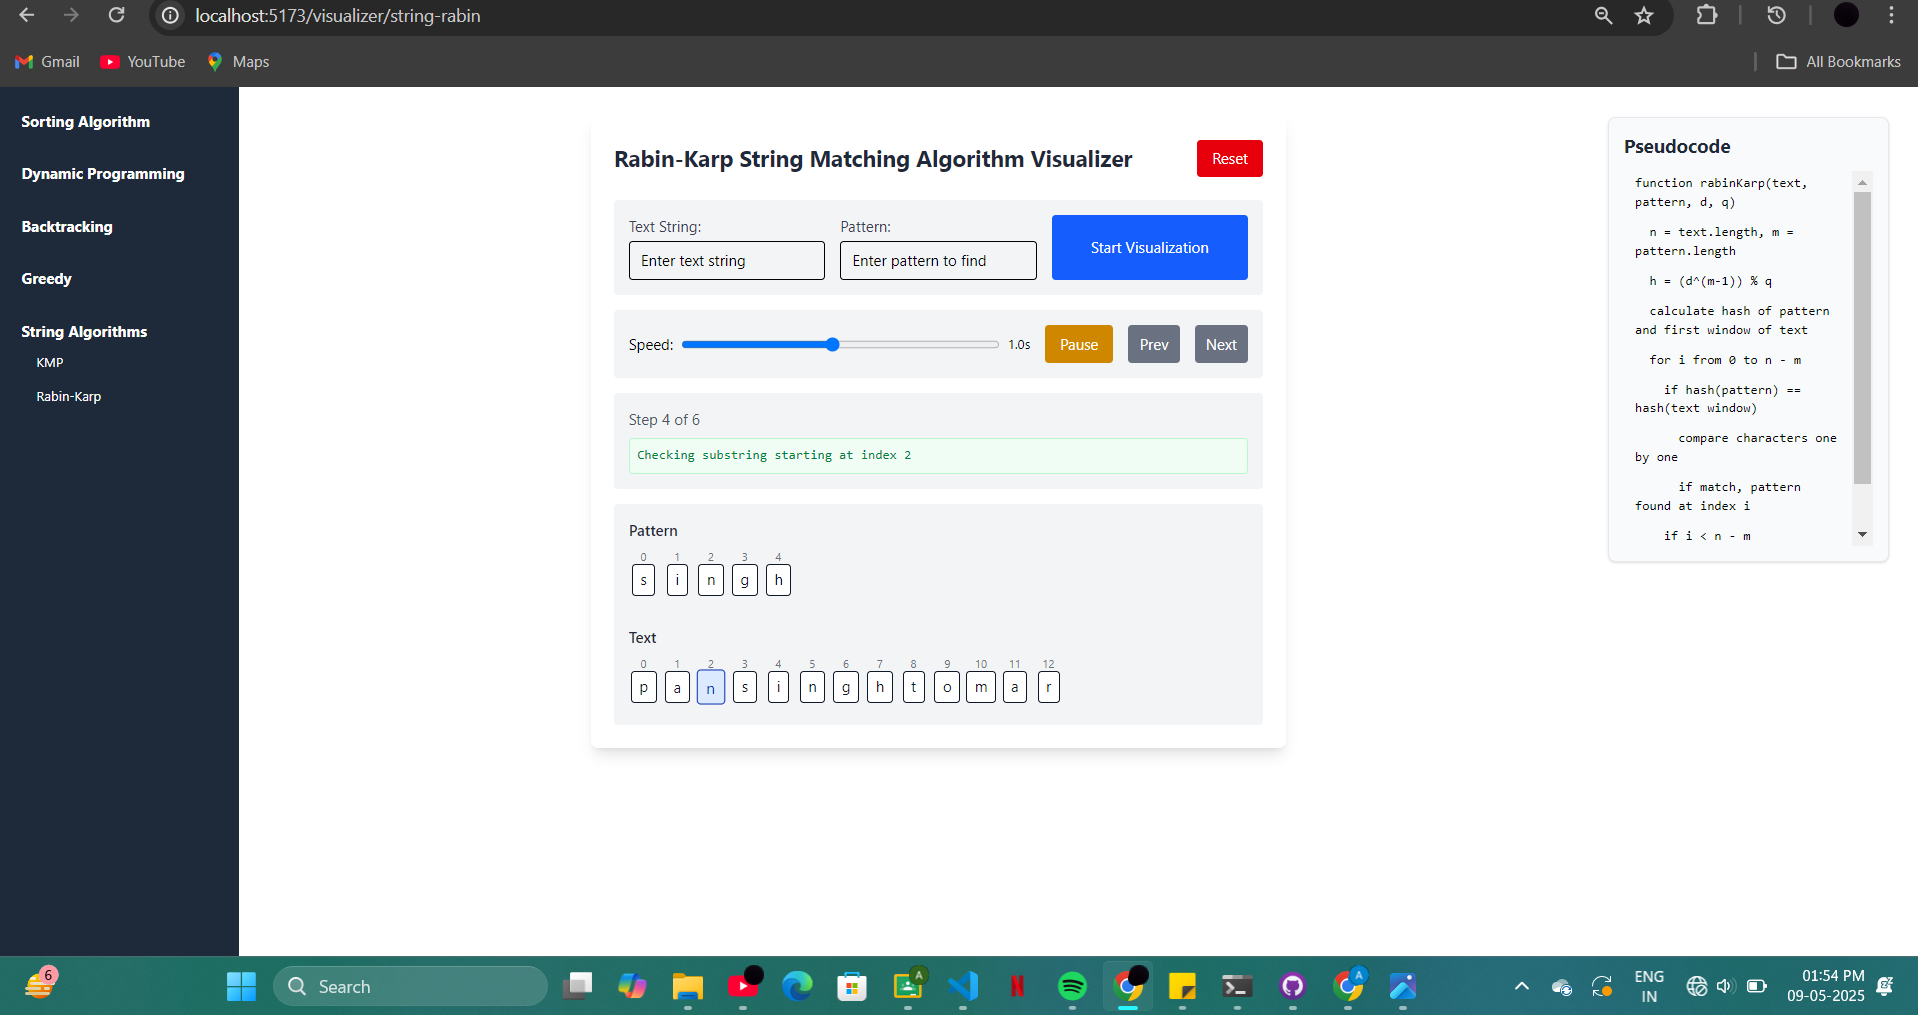 localhost:5173/visualizer/string-rabin
Gmail
YouTube
Maps
All Bookmarks
Sorting Algorithm
Dynamic Programming
Backtracking
Greedy
String Algorithms
KMP
Rabin-Karp
Rabin-Karp String Matching Algorithm Visualizer
Reset
Text String:
Pattern:
Enter text string
Enter pattern to find
Start Visualization
Speed:
1.0s
Pause
Prev
Next
Step 4 of 6
Checking substring starting at index 2
Pattern
0 1 2 3 4
s i n g h
Text
0 1 2 3 4 5 6 7 8 9 10 11 12
p a n s i n g h t o m a r
Pseudocode
function rabinKarp(text,
pattern, d, q)
n = text.length, m =
pattern.length
h = (d^(m-1)) % q
calculate hash of pattern
and first window of text
for i from 0 to n - m
if hash(pattern) ==
hash(text window)
compare characters one
by one
if match, pattern
found at index i
if i < n - m
6
Search
A
A
ENG
IN
01:54 PM
09-05-2025